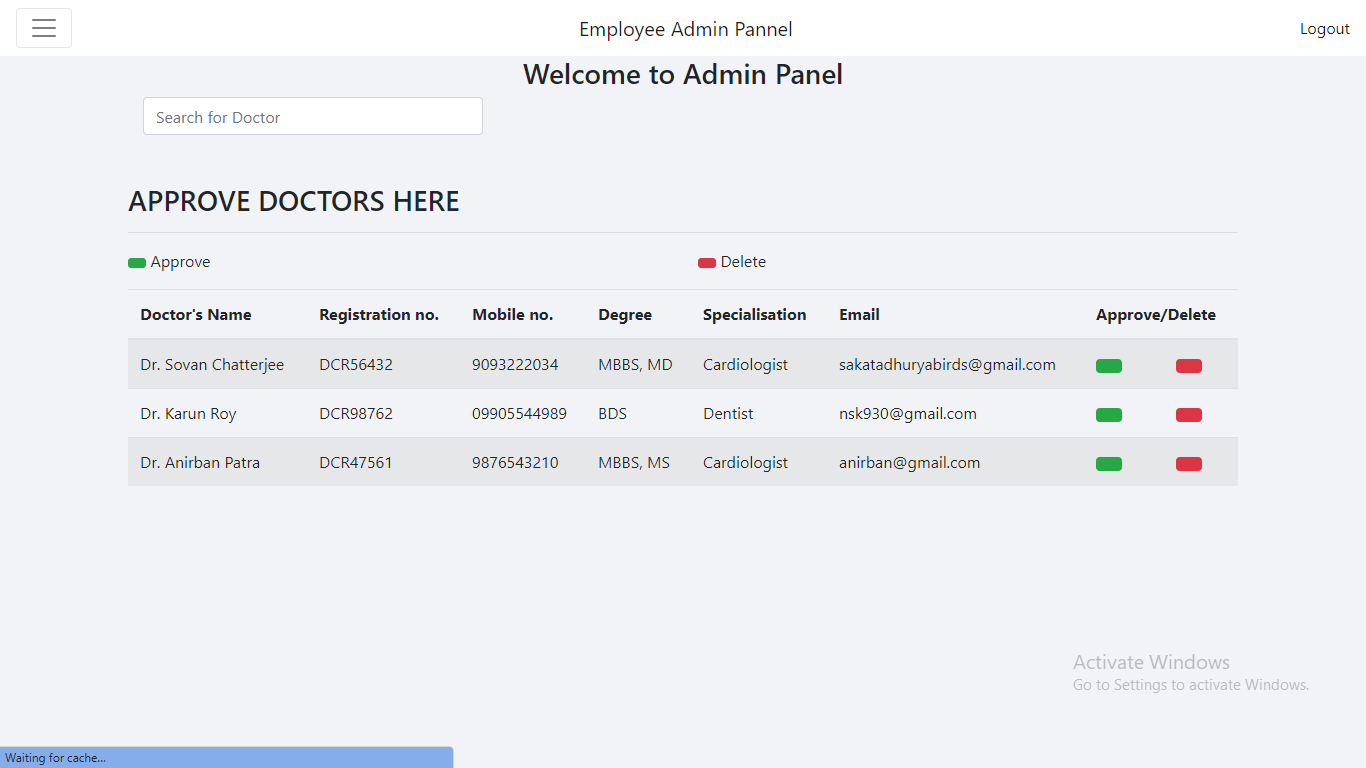 Employee Admin Pannel
Logout
Welcome to Admin Panel
Search for Doctor
APPROVE DOCTORS HERE
Approve Delete
Doctor's Name Registration no. Mobile no. Degree Specialisation Email Approve/Delete
Dr. Sovan Chatterjee DCR56432 9093222034 MBBS, MD Cardiologist sakatadhuryabirds@gmail.com
Dr. Karun Roy DCR98762 09905544989 BDS Dentist nsk930@gmail.com
Dr. Anirban Patra DCR47561 9876543210 MBBS, MS Cardiologist anirban@gmail.com
Activate Windows
Go to Settings to activate Windows.
Waiting for cache...